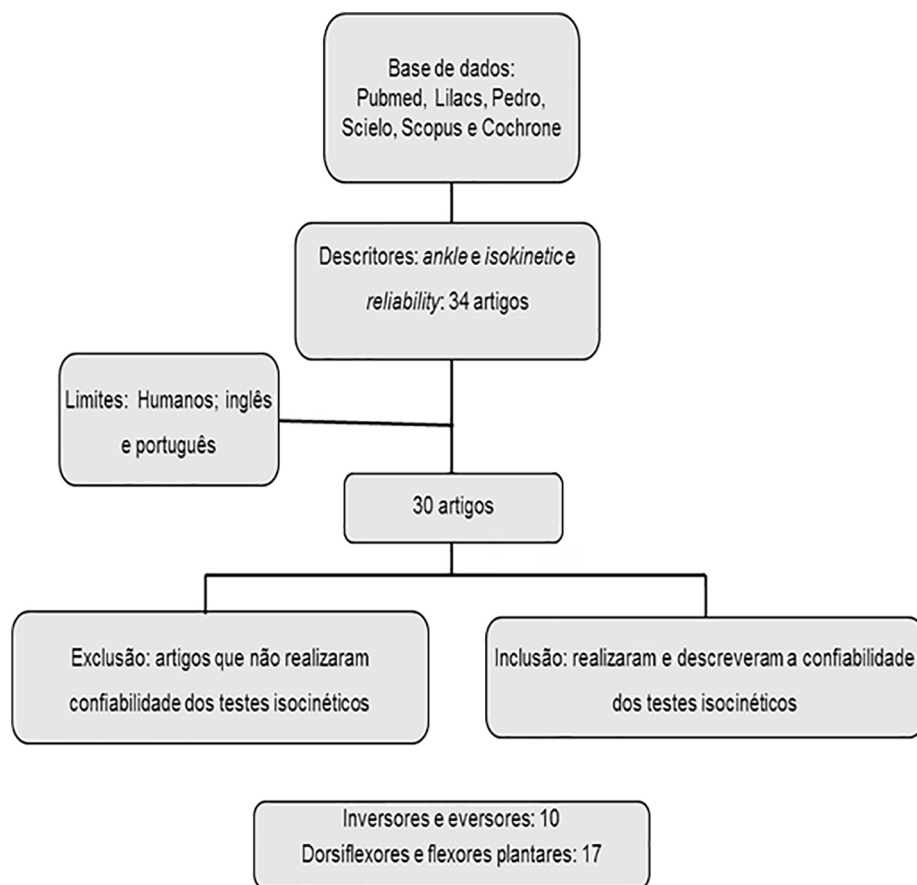 Base de dados:
Pubmed, Lilacs, Pedro,
Scielo, Scopus e Cochrone
Descritores: ankle e isokinetic e
reliability: 34 artigos
Limites: Humanos; inglês
e português
30 artigos
Exclusão: artigos que não realizaram
confiabilidade dos testes isocinéticos
Inclusão: realizaram e descreveram a confiabilidade
dos testes isocinéticos
Inversores e eversores: 10
Dorsiflexores e flexores plantares: 17